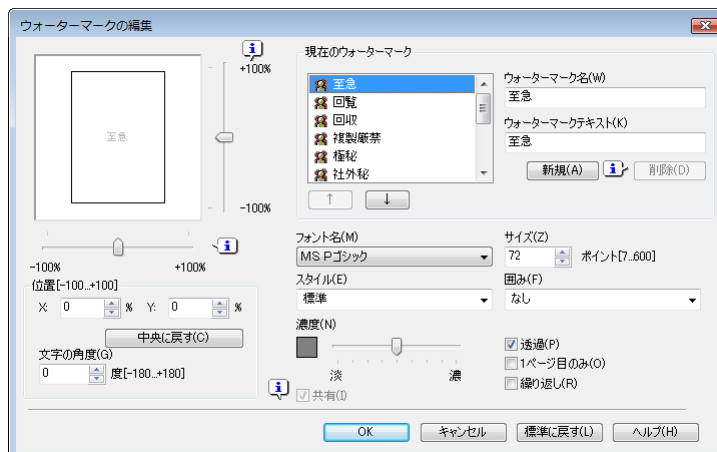 ウォーターマークの編集
至急
+100%
-100%
-100%
+100%
位置[-100...+100]
X: 0 % Y: 0 %
中央に戻す(C)
文字の角度(G)
0 度[-180...+180]
現在のウォーターマーク
至急
回覧
回収
複製厳禁
極秘
社外秘
↑ ↓
ウォーターマーク名(W)
至急
ウォーターマークテキスト(K)
至急
新規(A) 削除(D)
フォント名(M)
MS Pゴシック
サイズ(Z)
72 ポイント[7...600]
スタイル(E)
標準
囲み(F)
なし
濃度(N)
淡 濃
共有(I)
透過(P)
1ページ目のみ(O)
繰り返し(R)
OK キャンセル 標準に戻す(L) ヘルプ(H)